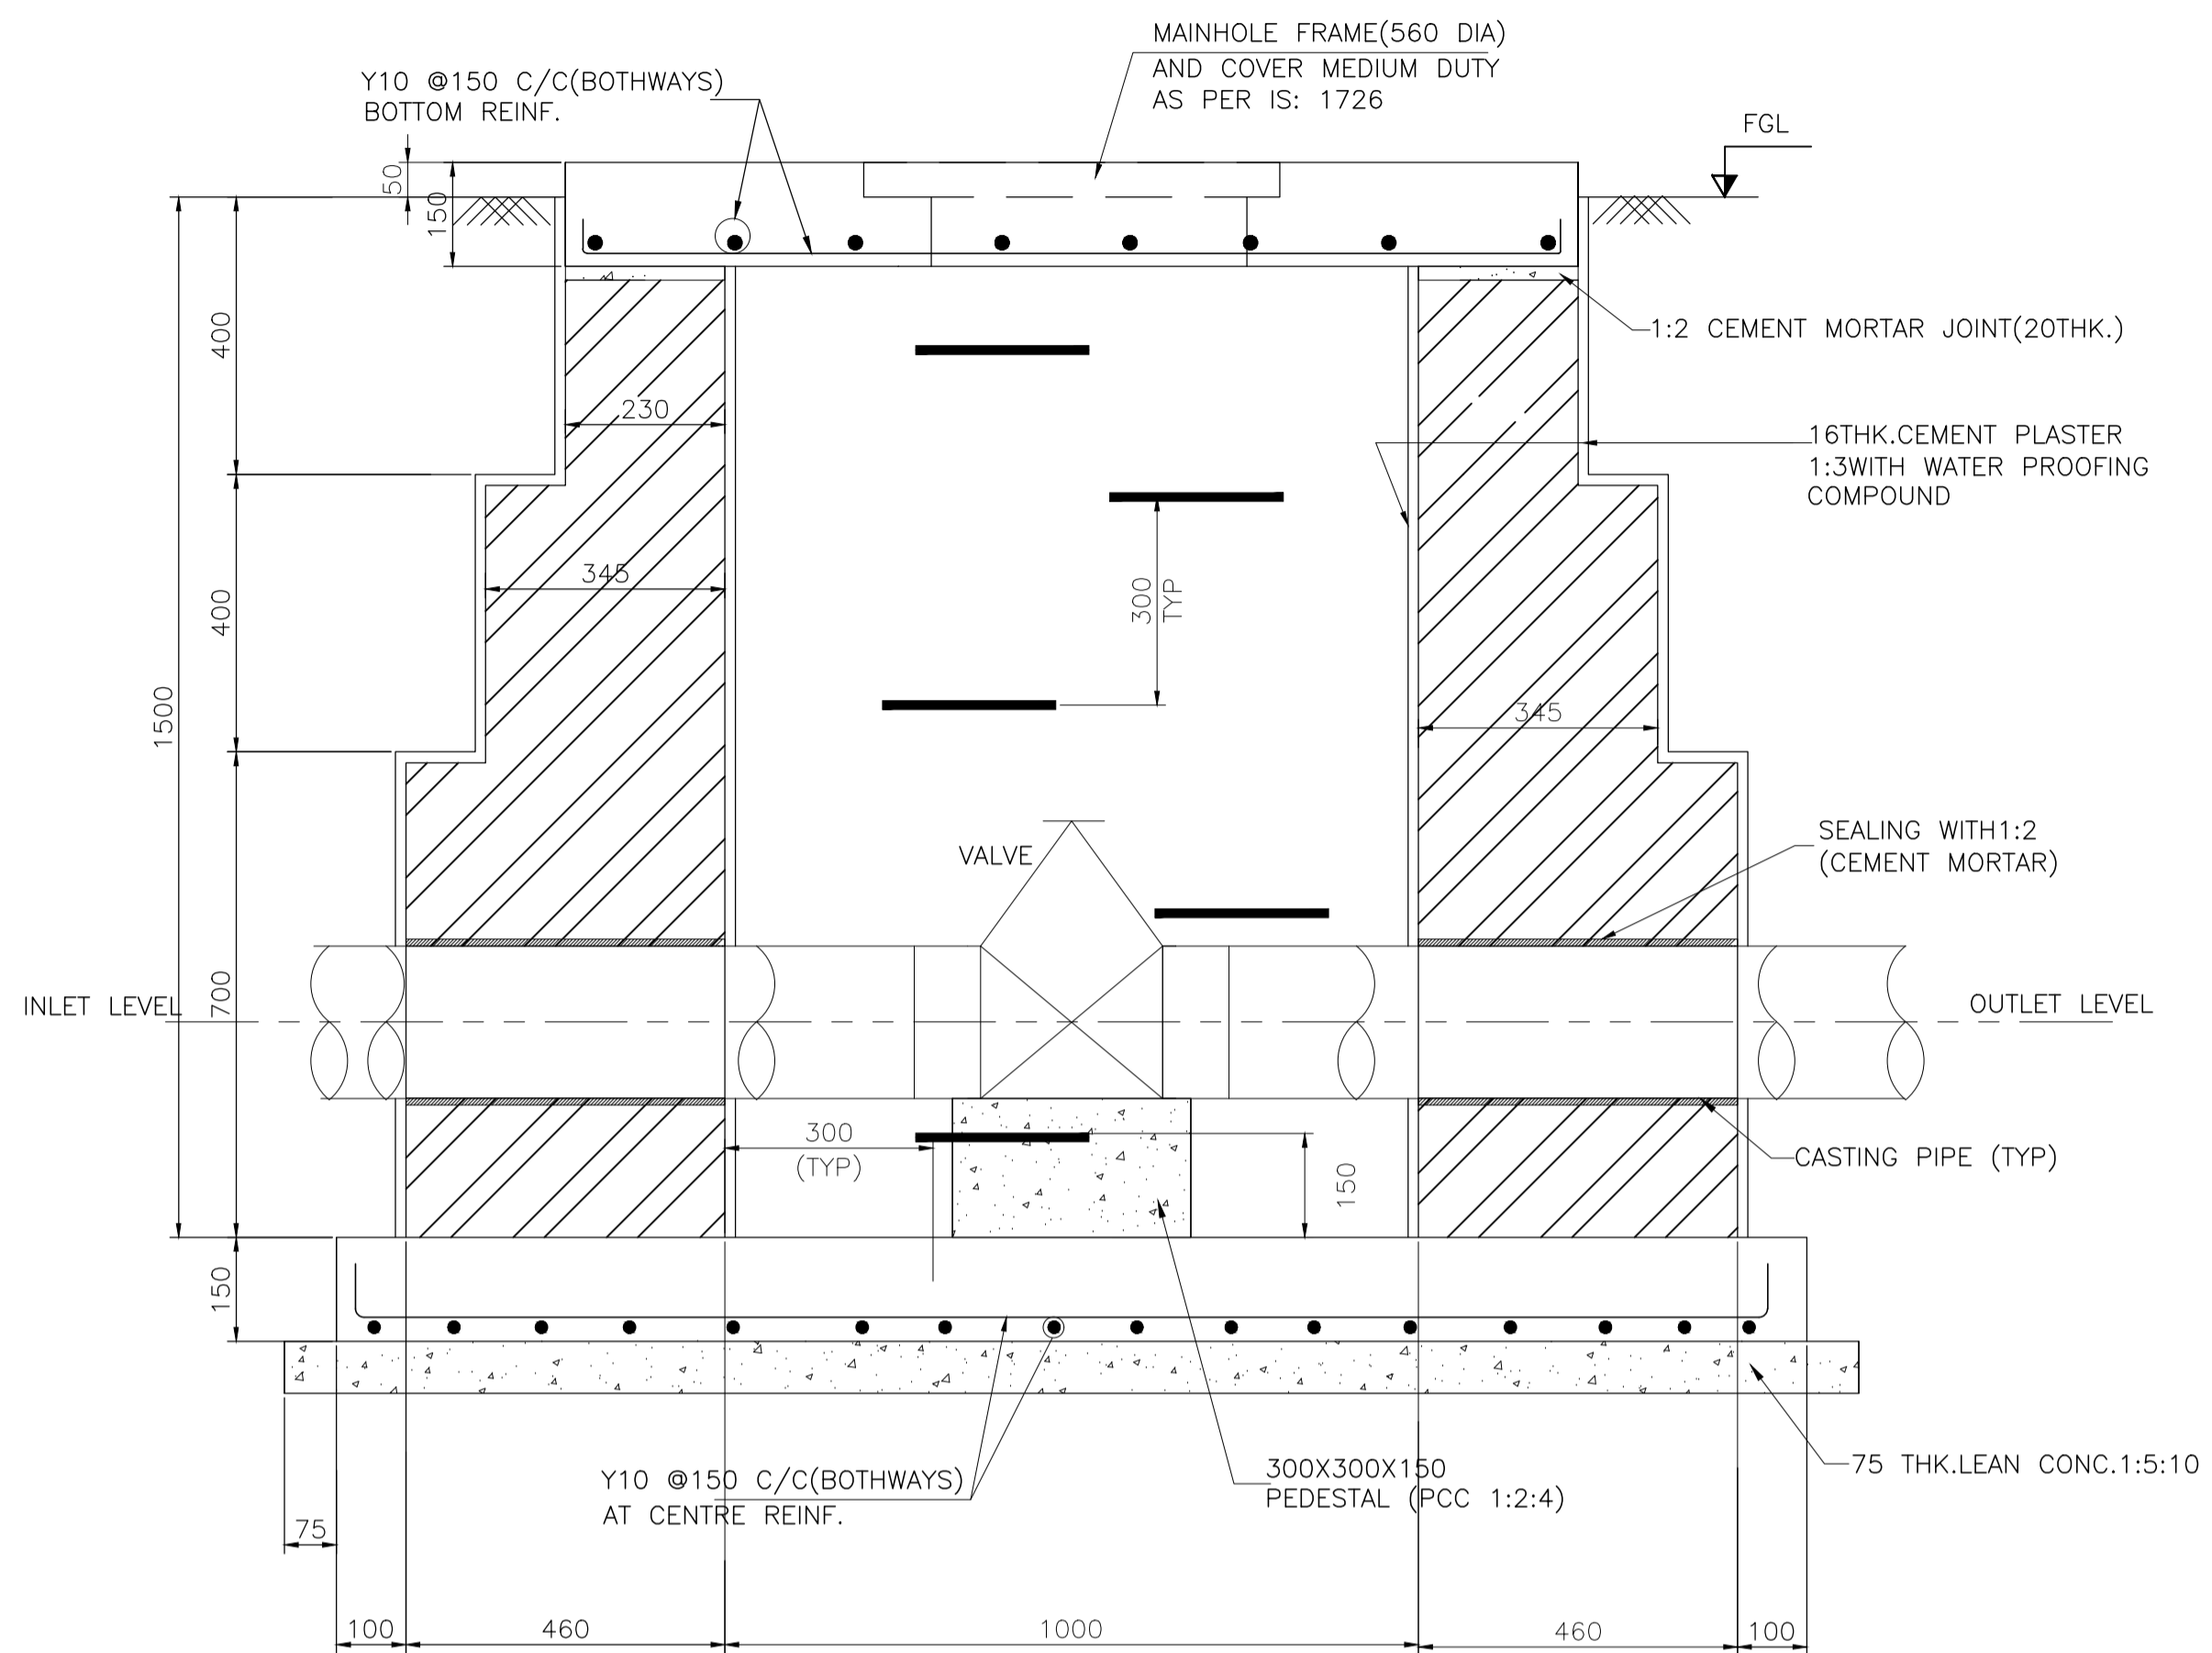 MAINHOLE FRAME(560 DIA)
AND COVER MEDIUM DUTY
AS PER IS: 1726
Y10 @150 C/C(BOTHWAYS)
BOTTOM REINF.
FGL
50
150
400
1:2 CEMENT MORTAR JOINT(20THK.)
230
16THK.CEMENT PLASTER
1:3WITH WATER PROOFING
COMPOUND
345
300
TYP
400
1500
345
VALVE
SEALING WITH1:2
(CEMENT MORTAR)
INLET LEVEL
700
OUTLET LEVEL
300
(TYP)
150
CASTING PIPE (TYP)
150
Y10 @150 C/C(BOTHWAYS)
AT CENTRE REINF.
300X300X150
PEDESTAL (PCC 1:2:4)
75 THK.LEAN CONC.1:5:10
75
100
460
1000
460
100